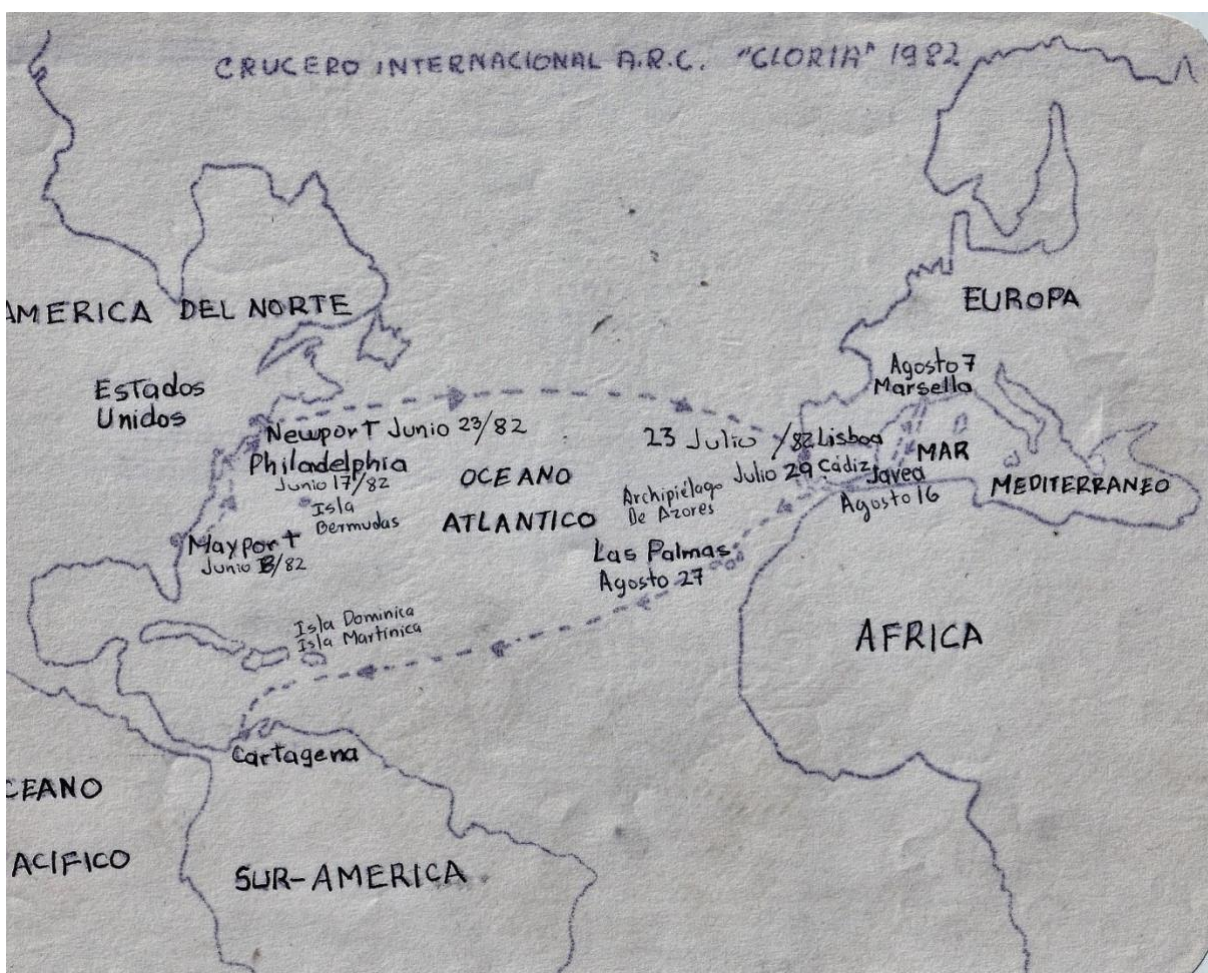 CRUCERO INTERNACIONAL A.R.C. "GLORIA" 1982
AMERICA DEL NORTE
EUROPA
Estados
Unidos
Agosto 7
Marsella
Newport Junio 23/82
23 Julio /82 Lisboa
Philadelphia
Junio 17/82
OCEANO
ATLANTICO
Julio 29 Cádiz
Javea
Agosto 16
MAR
MEDITERRANEO
Isla
Bermudas
Archipiélago
De Azores
Mayport
Junio /82
Las Palmas
Agosto 27
Isla Dominica
Isla Martinica
AFRICA
Cartagena
CEANO
ACIFICO
SUR-AMERICA